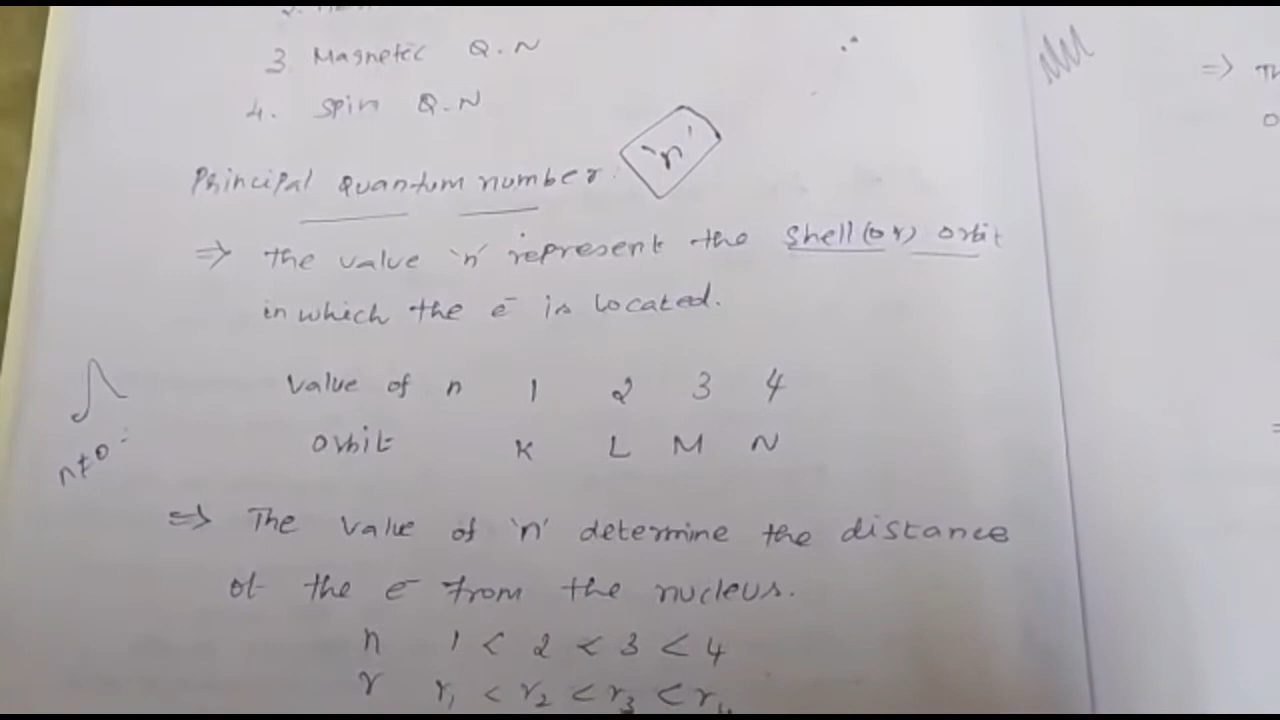 3 Magnetic Q.N
4. Spin Q.N
Principal Quantum number. 'n'
⇒ the value 'n' represent the shell (or) orbit
in which the e⁻ is located.
Value of n 1 2 3 4
orbit K L M N
n≠0
⇒ The value of 'n' determine the distance
of the e⁻ from the nucleus.
n 1 < 2 < 3 < 4
r r₁ < r₂ < r₃ < r₄
⇒